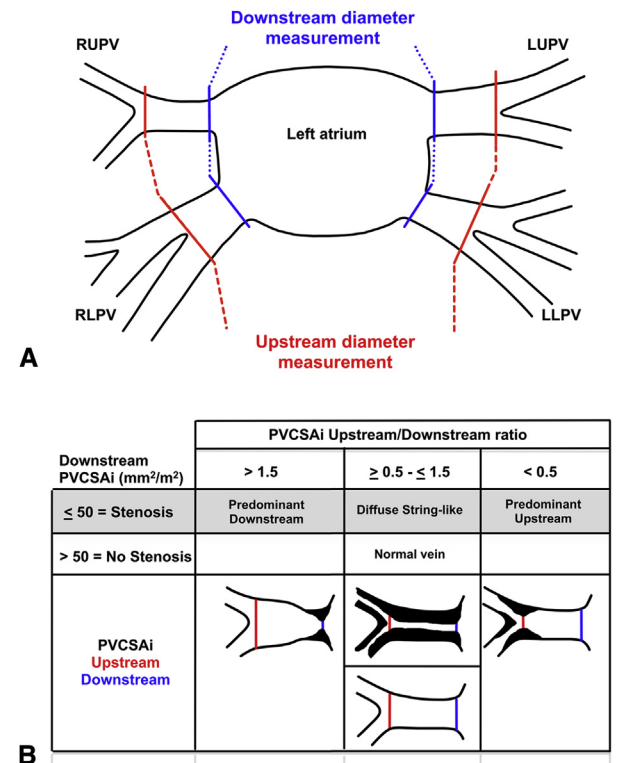 Downstream diameter
measurement
RUPV
LUPV
Left atrium
RLPV
LLPV
Upstream diameter
measurement
A
PVCSAi Upstream/Downstream ratio
Downstream
PVCSAi (mm²/m²)
> 1.5
≥ 0.5 - ≤ 1.5
< 0.5
≤ 50 = Stenosis
Predominant
Downstream
Diffuse String-like
Predominant
Upstream
> 50 = No Stenosis
Normal vein
PVCSAi
Upstream
Downstream
B